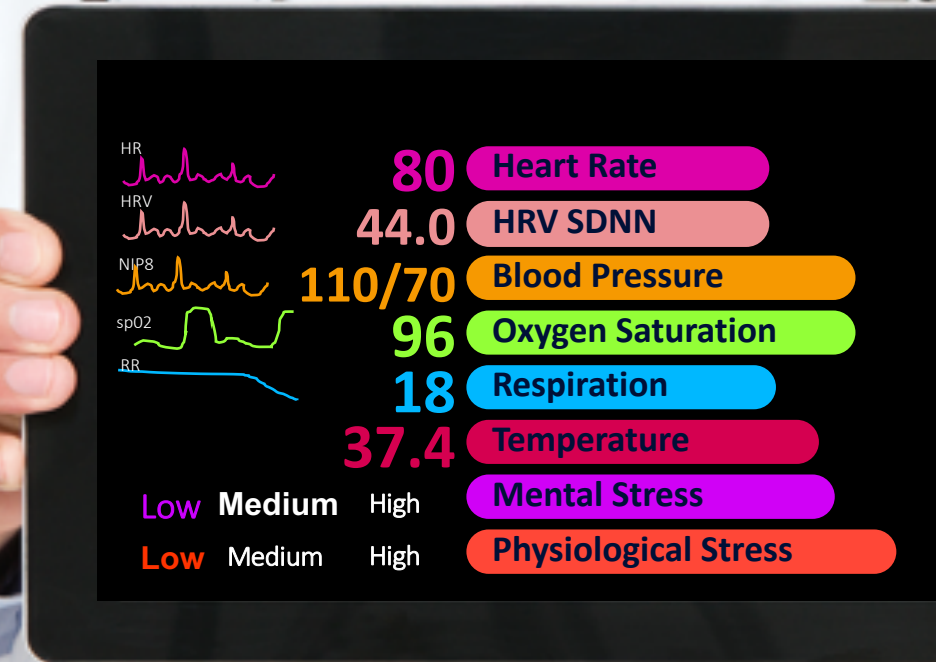 HR 80 Heart Rate
HRV 44.0 HRV SDNN
NIP8 110/70 Blood Pressure
sp02 96 Oxygen Saturation
RR 18 Respiration
37.4 Temperature
Low Medium High Mental Stress
Low Medium High Physiological Stress